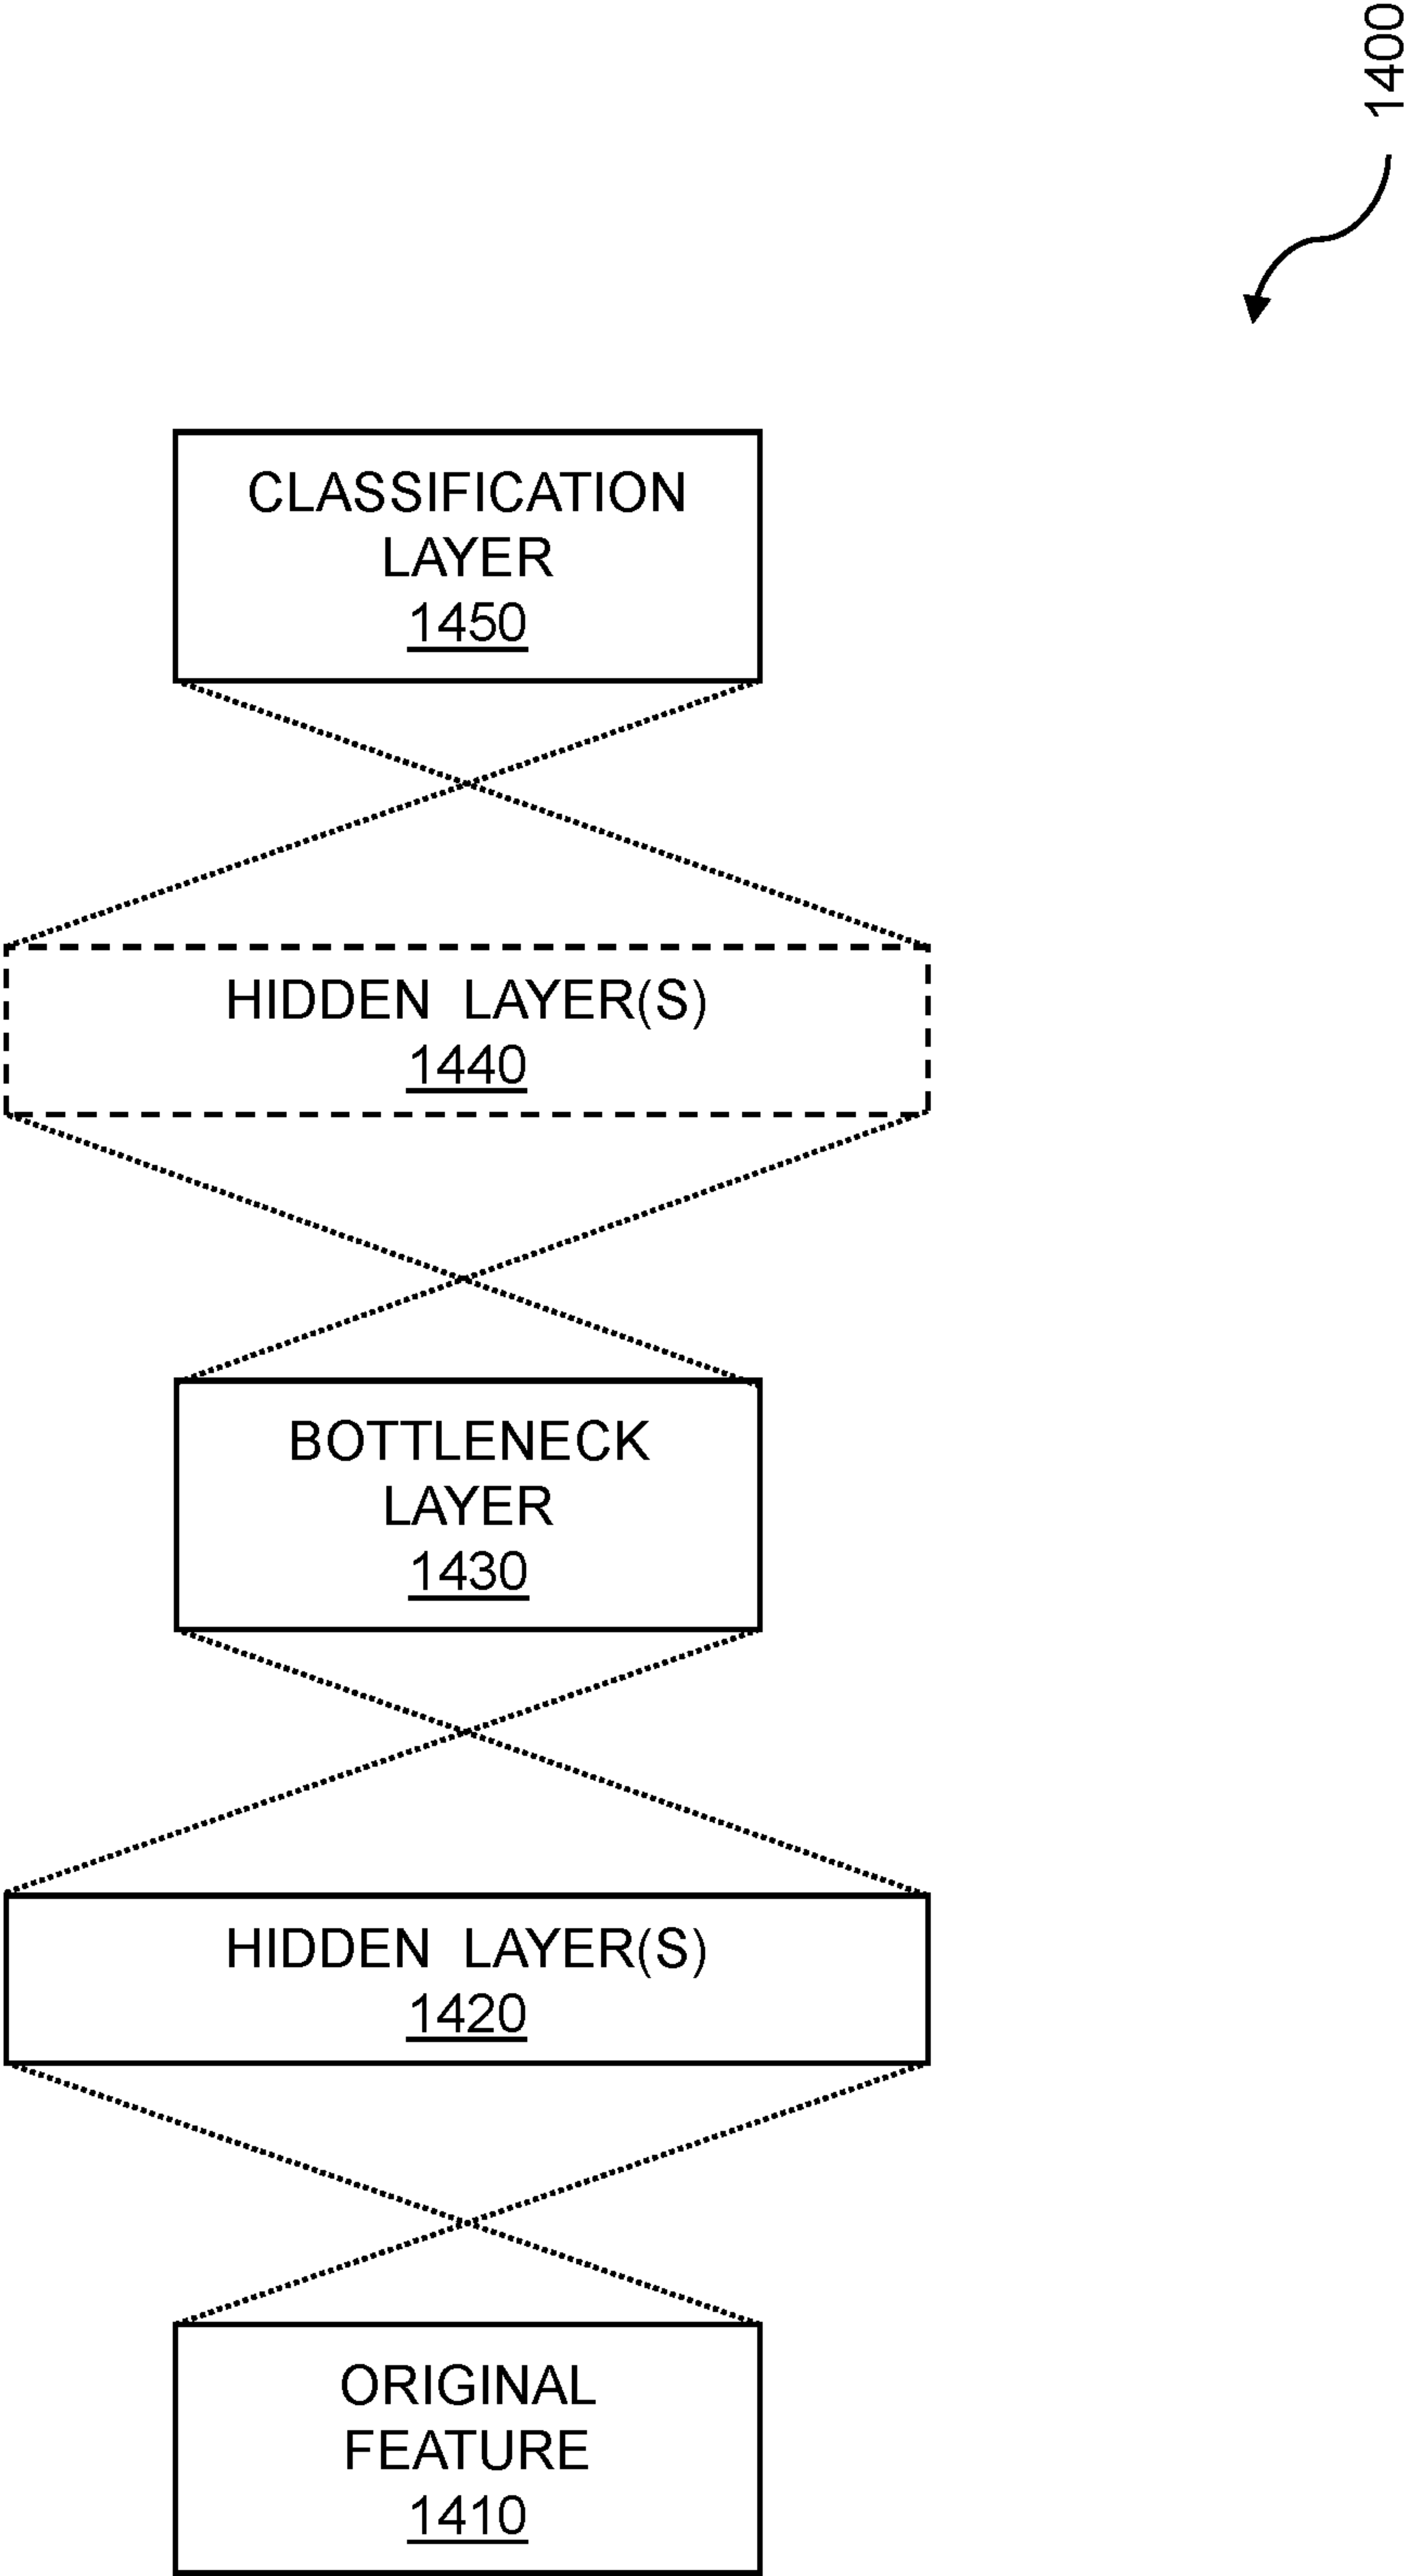 1400
CLASSIFICATION
LAYER
1450
HIDDEN LAYER(S)
1440
BOTTLENECK
LAYER
1430
HIDDEN LAYER(S)
1420
ORIGINAL
FEATURE
1410